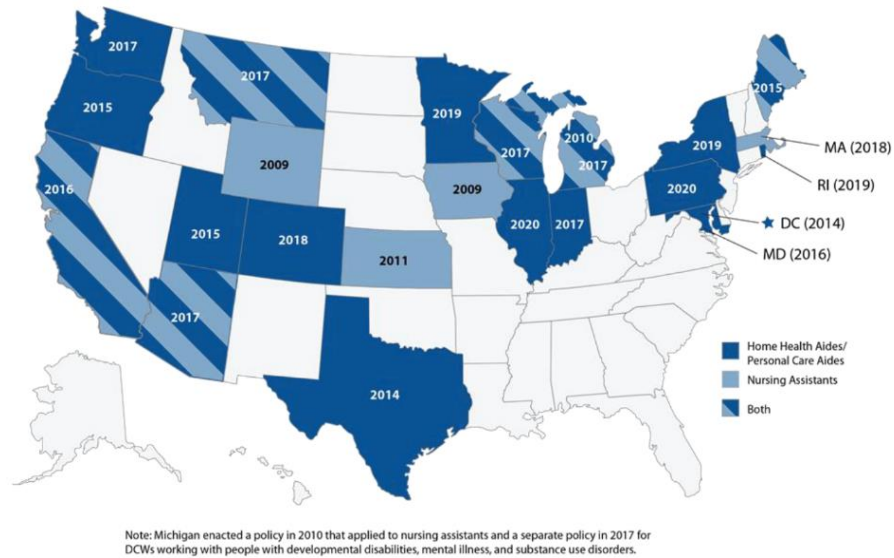 2017
2015
2017
2016
2009
2015
2018
2017
2011
2014
2019
2009
2017
2010
2017
2020
2017
2015
2019
2020
MA (2018)
RI (2019)
DC (2014)
MD (2016)
Home Health Aides/
Personal Care Aides
Nursing Assistants
Both
Note: Michigan enacted a policy in 2010 that applied to nursing assistants and a separate policy in 2017 for
DCWs working with people with developmental disabilities, mental illness, and substance use disorders.